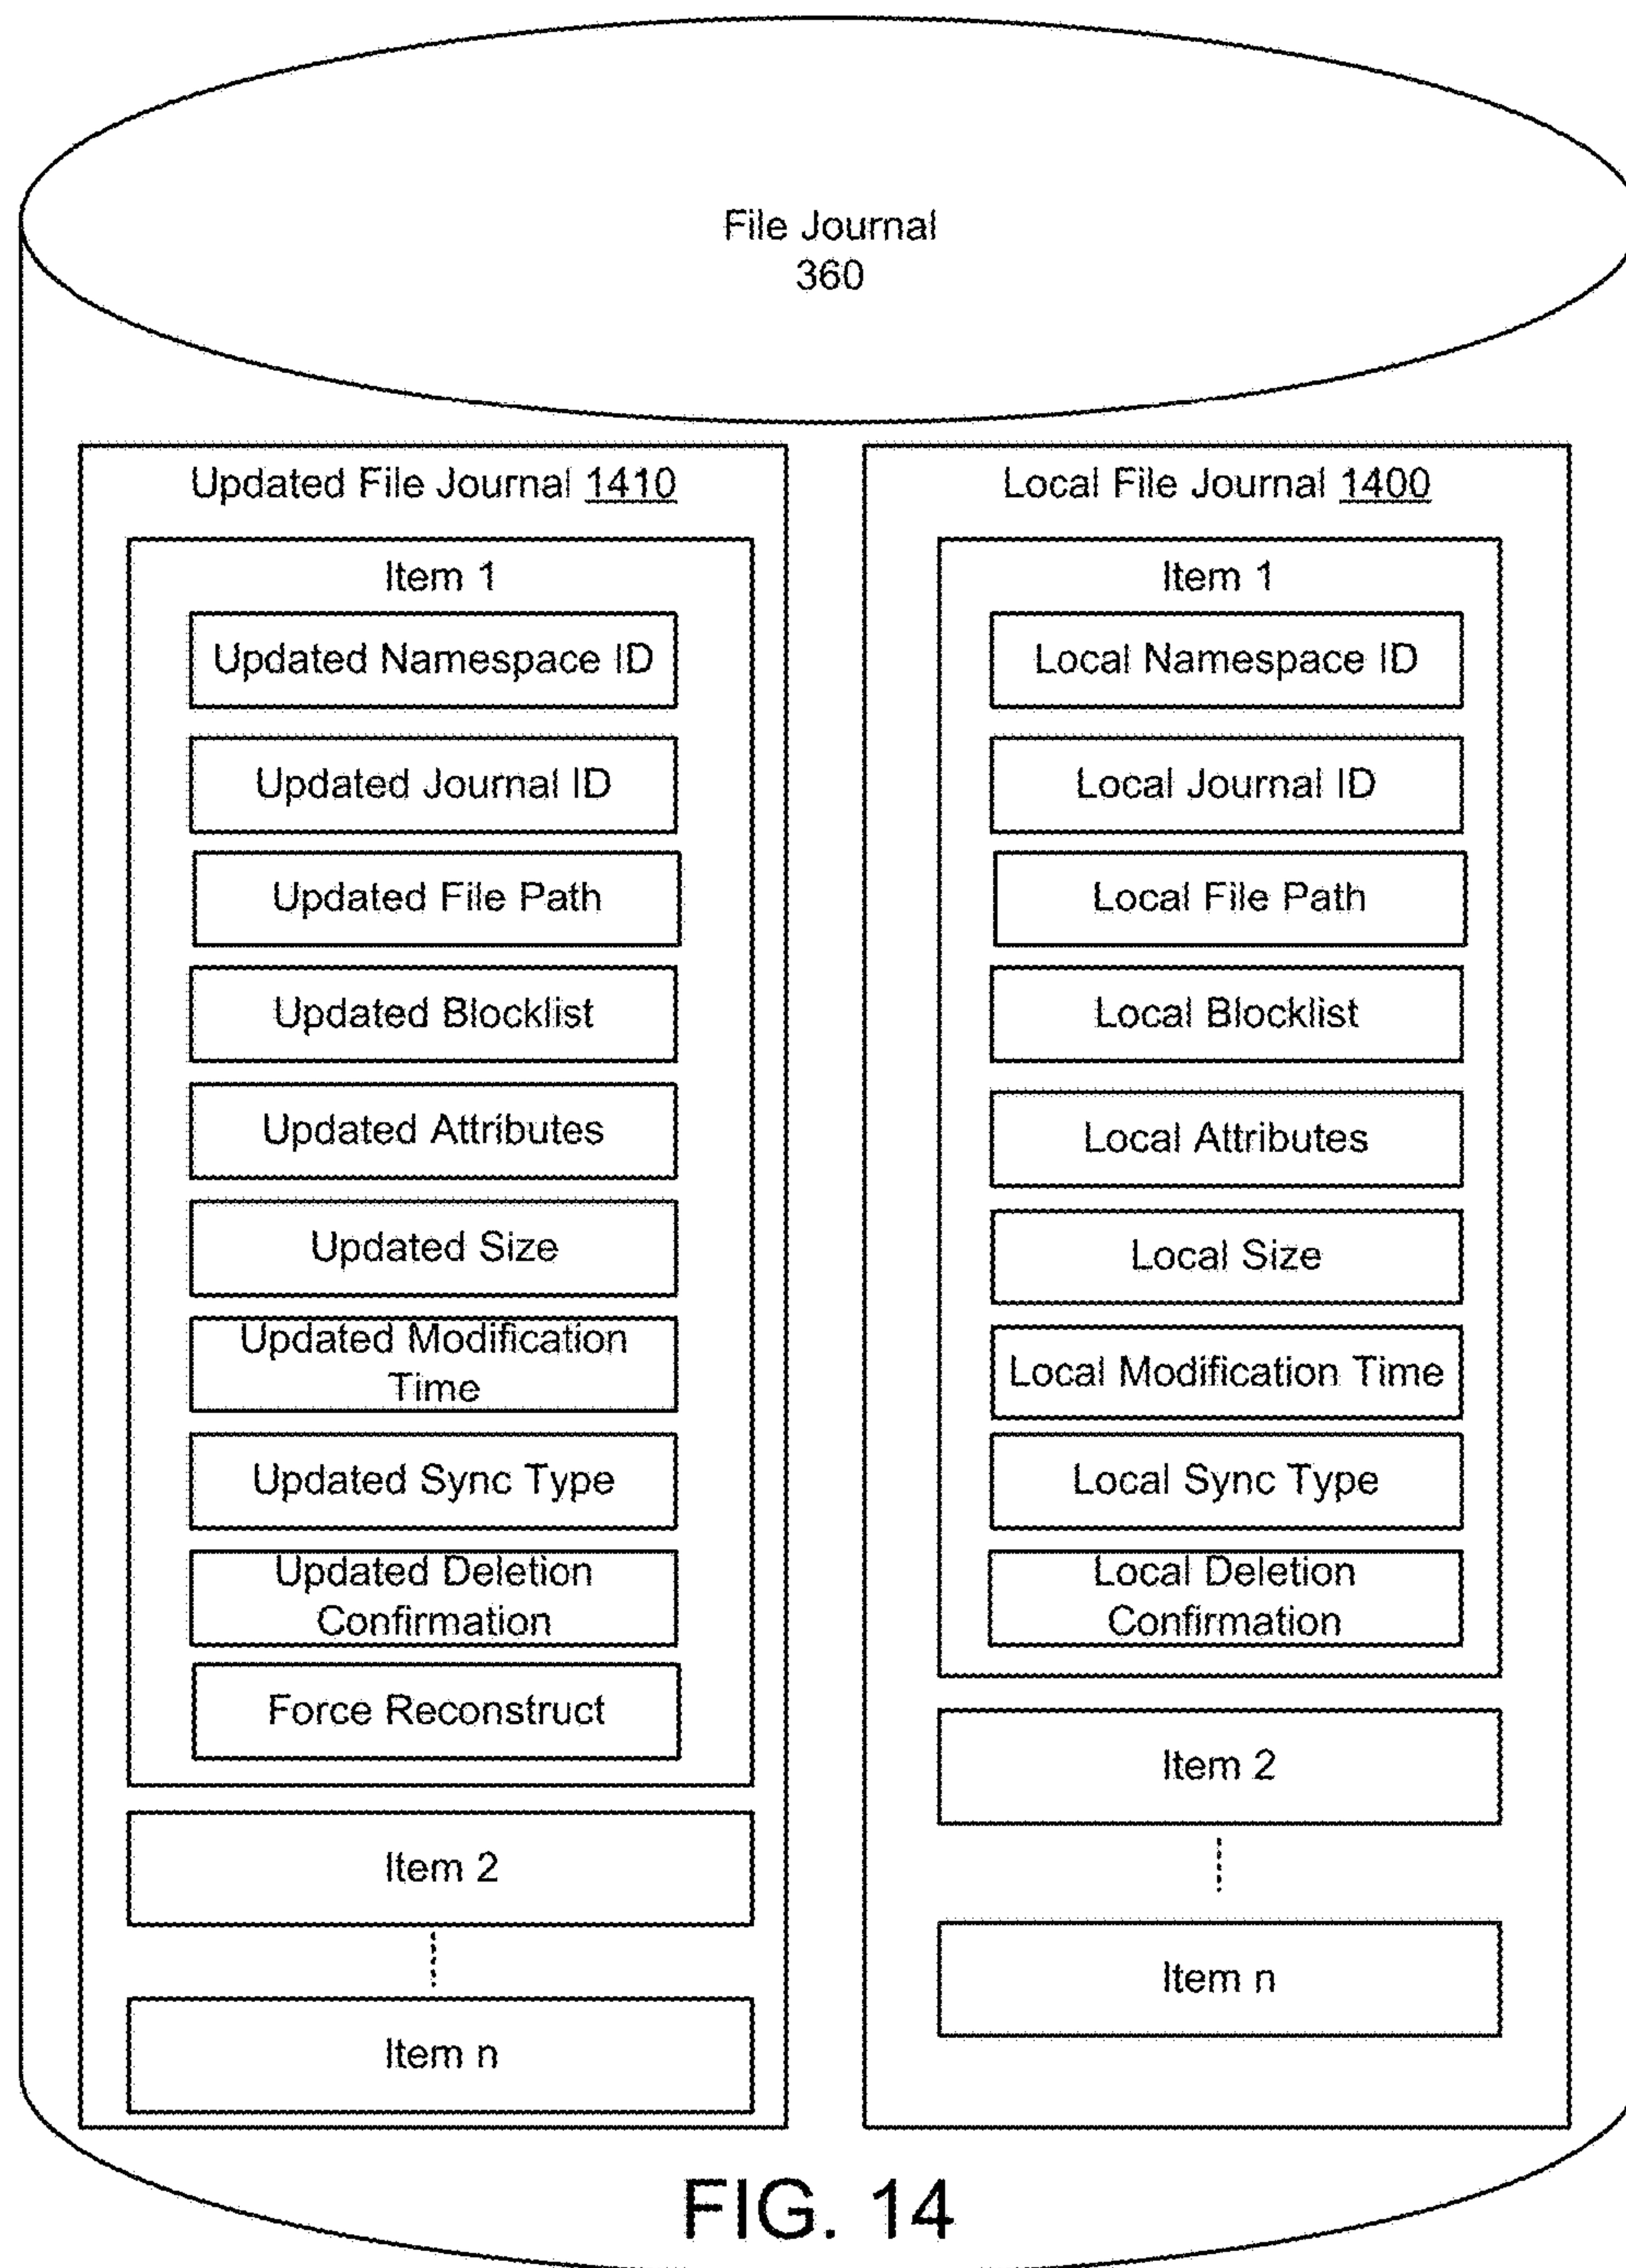 File Journal
360
Updated File Journal 1410
Item 1
Updated Namespace ID
Updated Journal ID
Updated File Path
Updated Blocklist
Updated Attributes
Updated Size
Updated Modification
Time
Updated Sync Type
Updated Deletion
Confirmation
Force Reconstruct
Item 2
Item n
Local File Journal 1400
Item 1
Local Namespace ID
Local Journal ID
Local File Path
Local Blocklist
Local Attributes
Local Size
Local Modification Time
Local Sync Type
Local Deletion
Confirmation
Item 2
Item n
FIG. 14